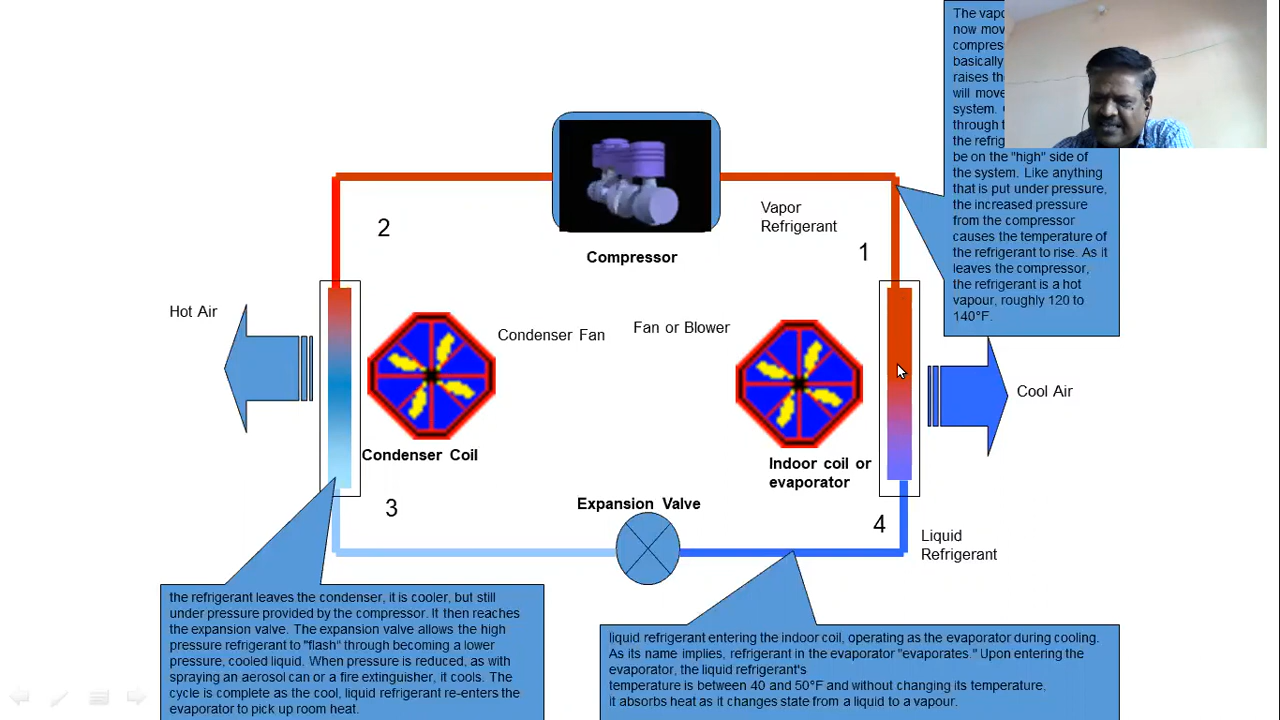 The
now
compres
basically
raises
will move
system.
through
the
be on the "high" side of
the system. Like anything
that is put under pressure,
the increased pressure
from the compressor
causes the temperature of
the refrigerant to rise. As it
leaves the compressor,
the refrigerant is a hot
vapour, roughly 120 to
140°F.
Vapor
Refrigerant
2
1
Compressor
Hot Air
Condenser Fan
Fan or Blower
Cool Air
Condenser Coil
Indoor coil or
evaporator
Expansion Valve
3
4
Liquid
Refrigerant
the refrigerant leaves the condenser, it is cooler, but still
under pressure provided by the compressor. It then reaches
the expansion valve. The expansion valve allows the high
pressure refrigerant to "flash" through becoming a lower
pressure, cooled liquid. When pressure is reduced, as with
spraying an aerosol can or a fire extinguisher, it cools. The
cycle is complete as the cool, liquid refrigerant re-enters the
evaporator to pick up room heat.
liquid refrigerant entering the indoor coil, operating as the evaporator during cooling.
As its name implies, refrigerant in the evaporator "evaporates." Upon entering the
evaporator, the liquid refrigerant's
temperature is between 40 and 50°F and without changing its temperature.
it absorbs heat as it changes state from a liquid to a vapour.